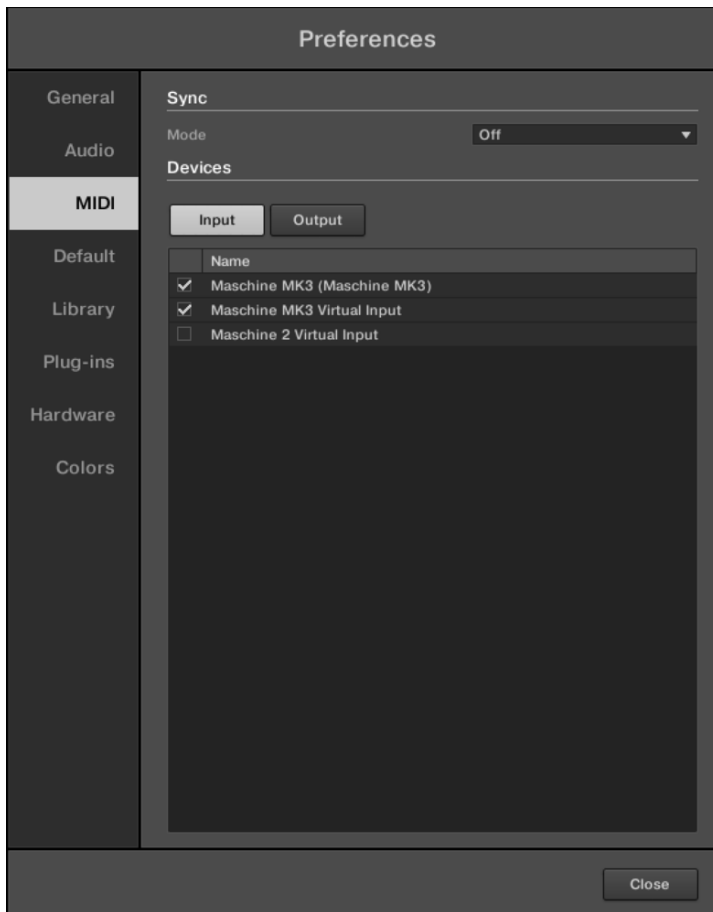 Preferences
General
Audio
MIDI
Default
Library
Plug-ins
Hardware
Colors
Sync
Mode Off
Devices
Input Output
Name
Maschine MK3 (Maschine MK3)
Maschine MK3 Virtual Input
Maschine 2 Virtual Input
Close